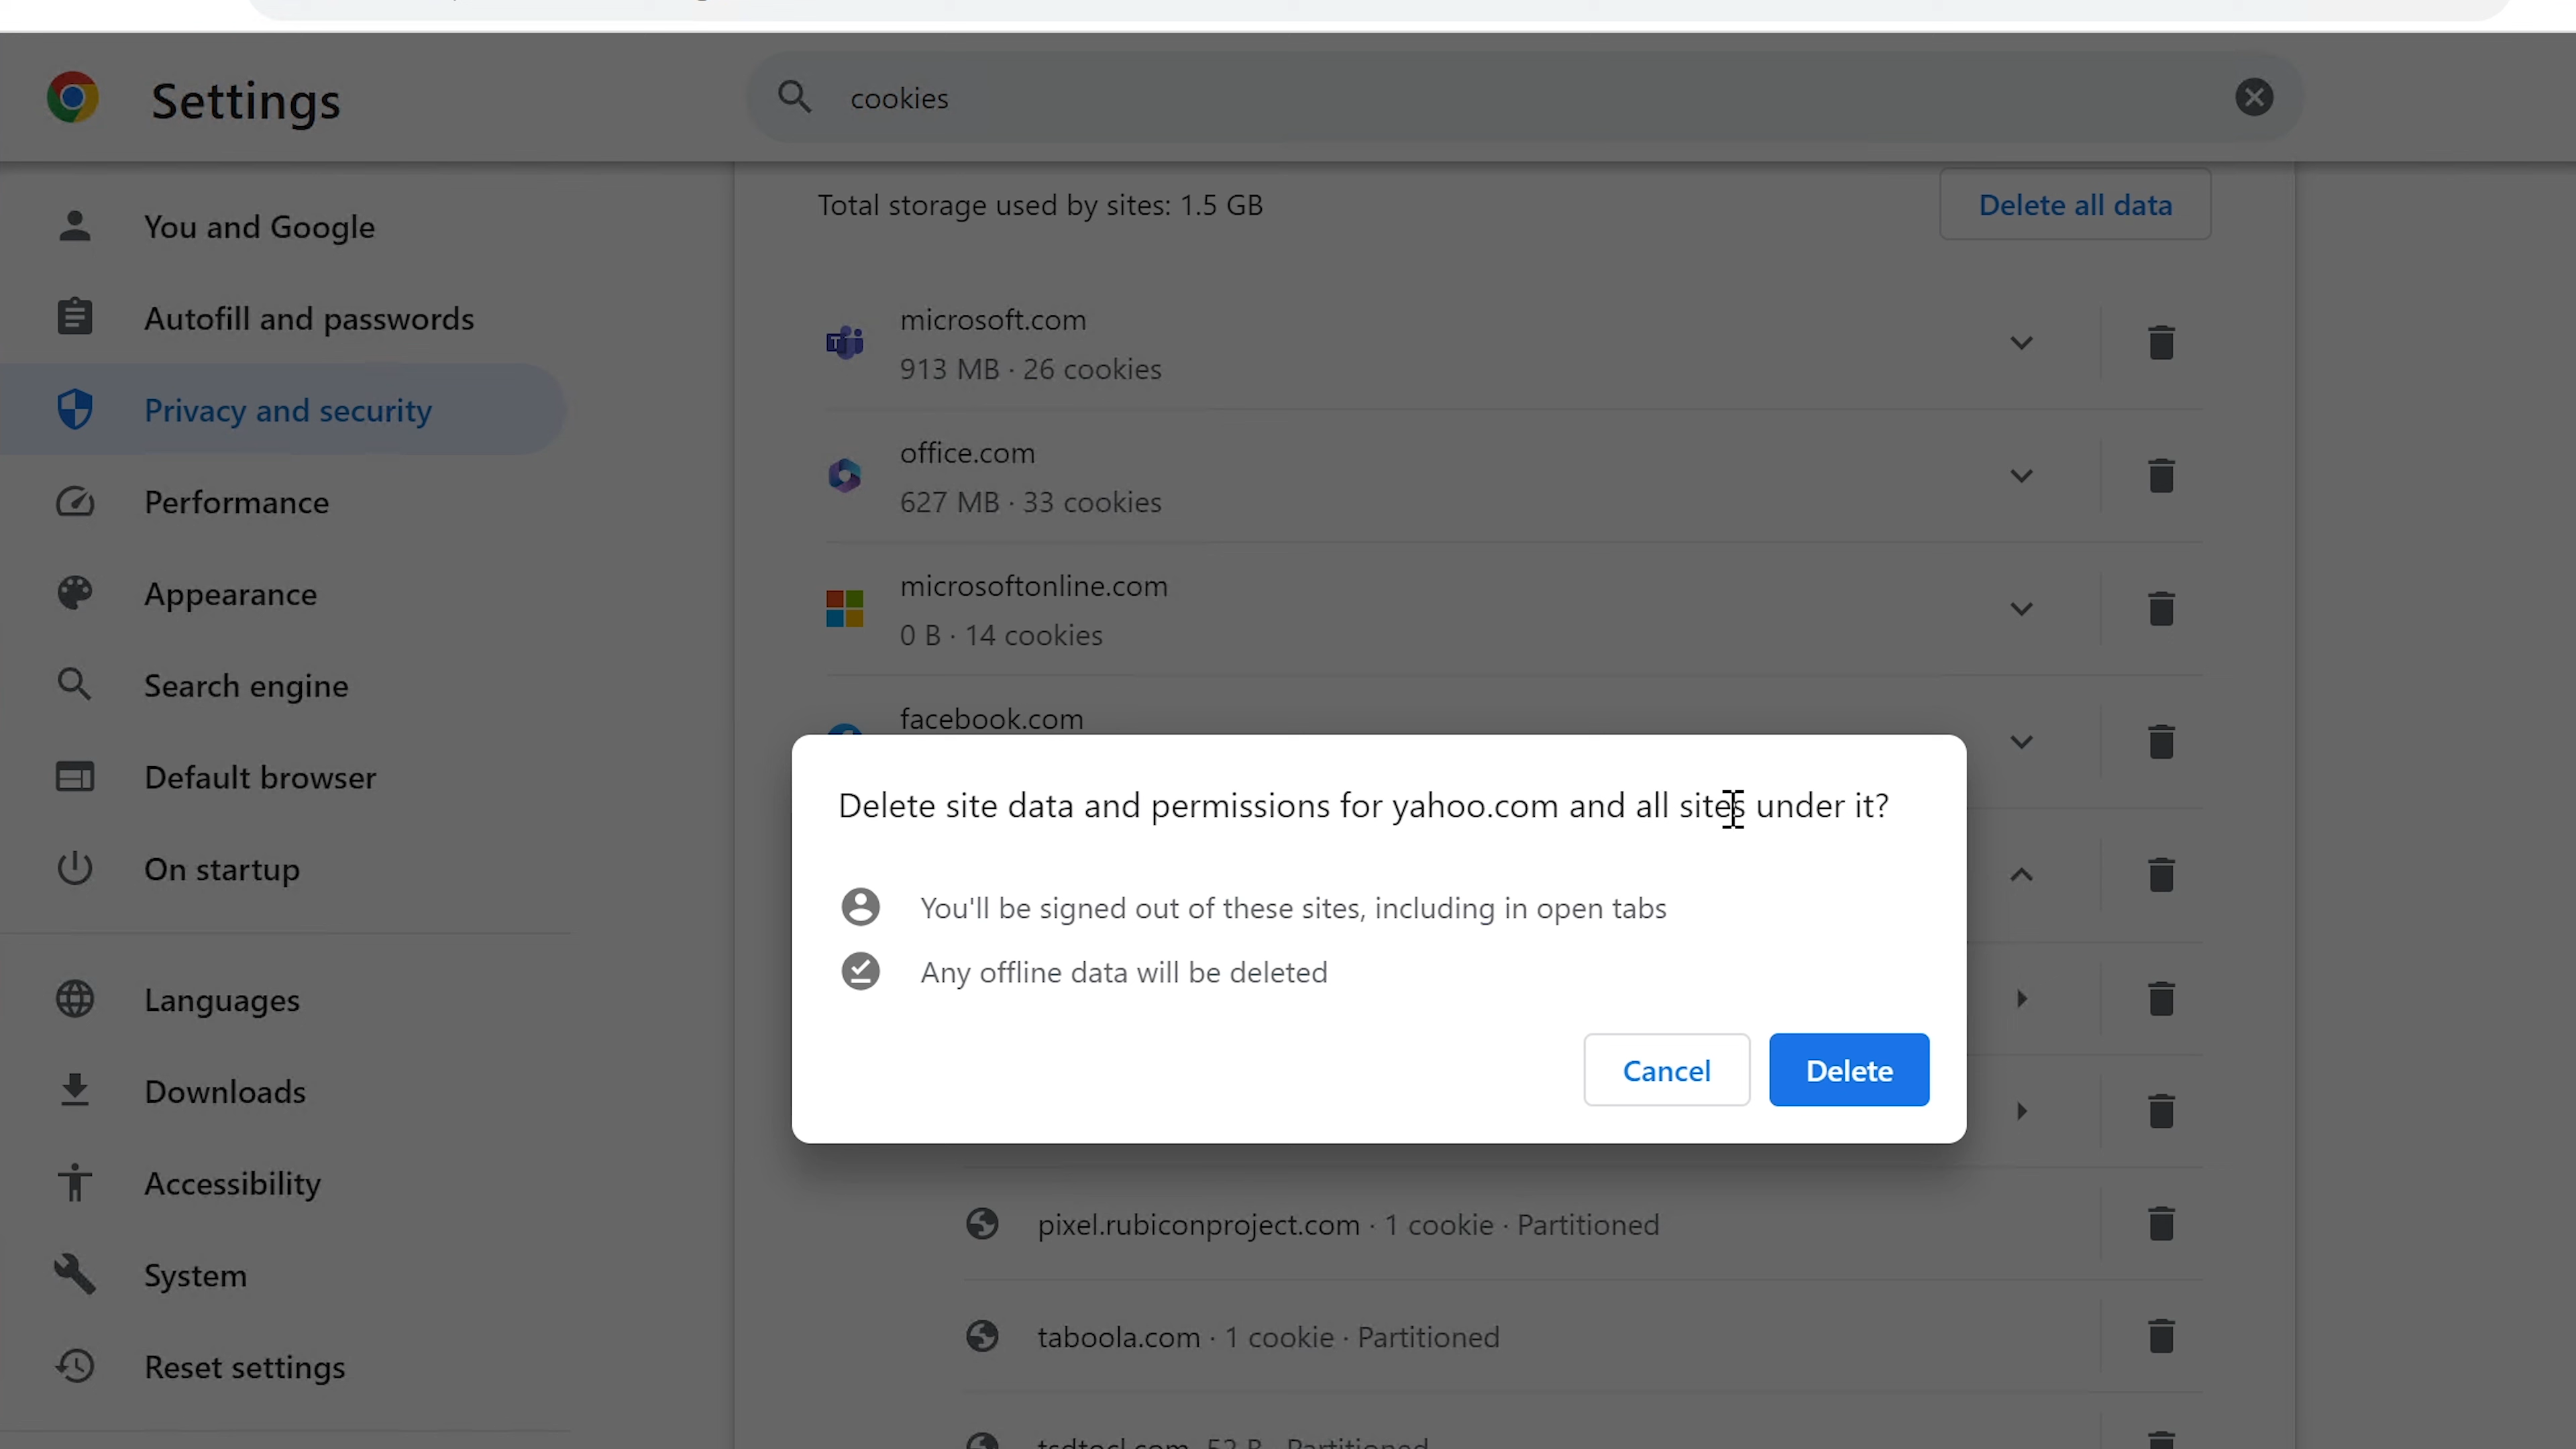 Settings
cookies
You and Google
Autofill and passwords
Privacy and security
Performance
Appearance
Search engine
Default browser
On startup
Languages
Downloads
Accessibility
System
Reset settings
Total storage used by sites: 1.5 GB
Delete all data
microsoft.com
913 MB · 26 cookies
office.com
627 MB · 33 cookies
microsoftonline.com
0 B · 14 cookies
facebook.com
Delete site data and permissions for yahoo.com and all sites under it?
You'll be signed out of these sites, including in open tabs
Any offline data will be deleted
Cancel
Delete
pixel.rubiconproject.com · 1 cookie · Partitioned
taboola.com · 1 cookie · Partitioned
52 B · Partitioned